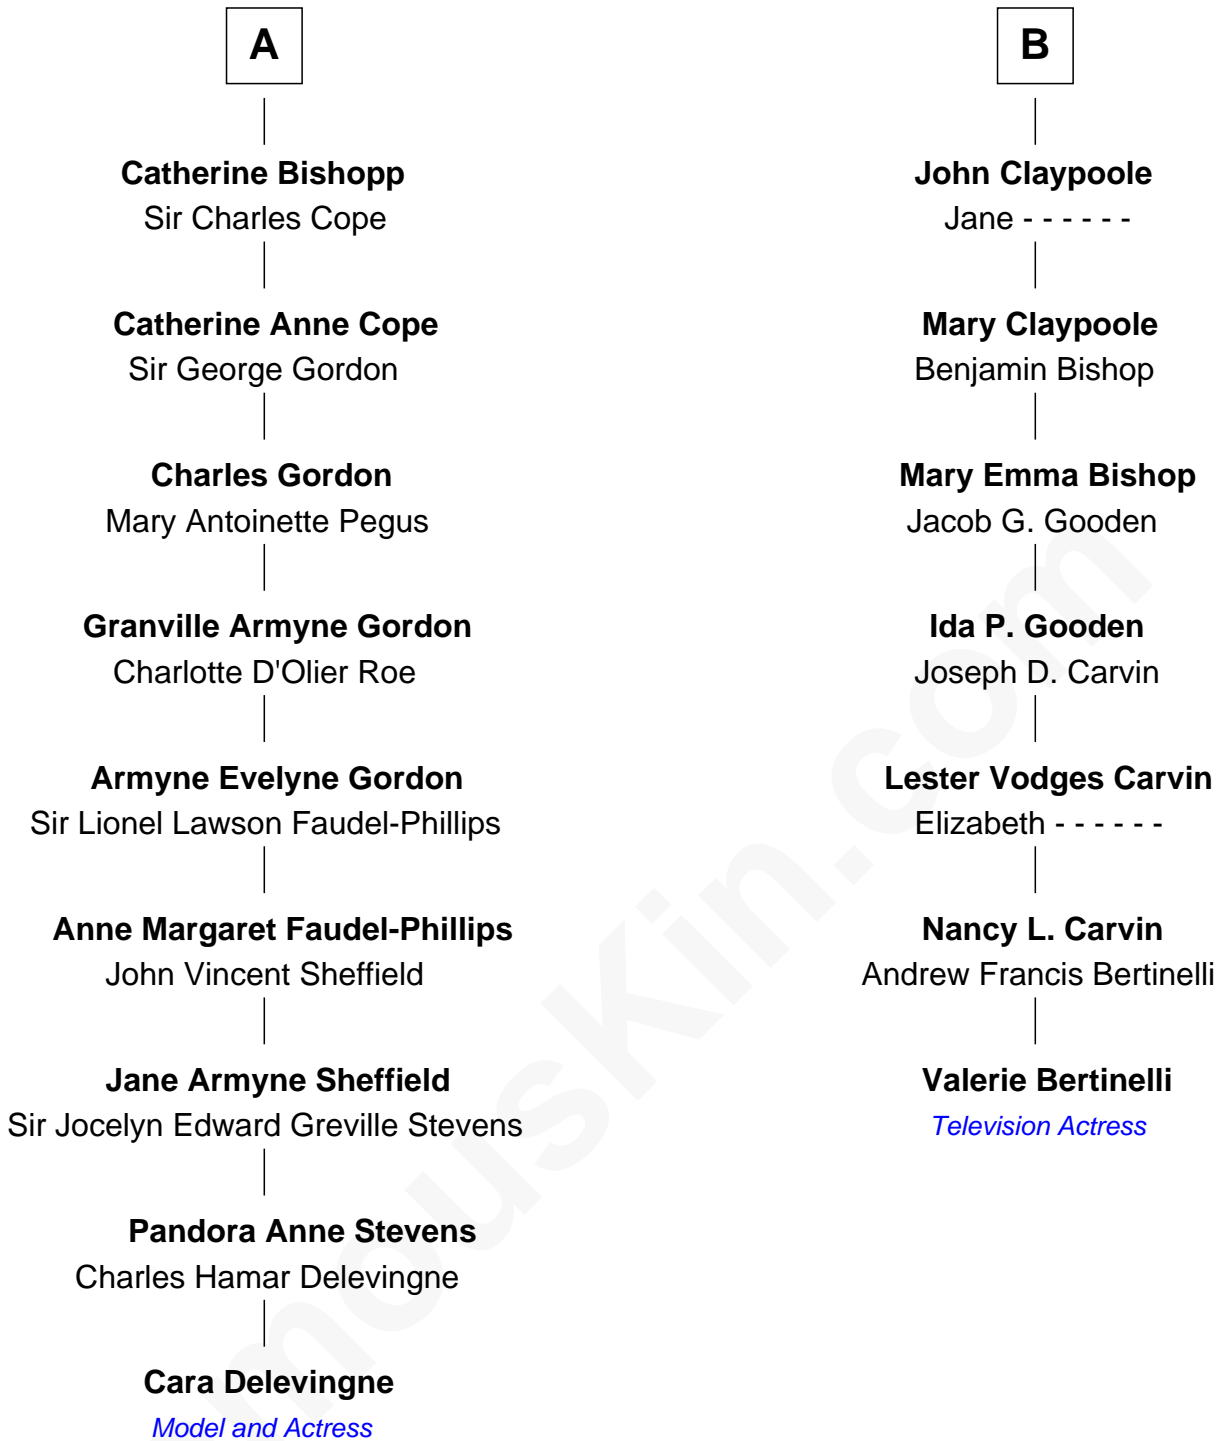 A
Catherine Bishopp
Sir Charles Cope
Catherine Anne Cope
Sir George Gordon
Charles Gordon
Mary Antoinette Pegus
Granville Armyne Gordon
Charlotte D'Olier Roe
Armyne Evelyne Gordon
Sir Lionel Lawson Faudel-Phillips
Anne Margaret Faudel-Phillips
John Vincent Sheffield
Jane Armyne Sheffield
Sir Jocelyn Edward Greville Stevens
Pandora Anne Stevens
Charles Hamar Delevingne
Cara Delevingne
Model and Actress
B
John Claypoole
Jane - - - - - -
Mary Claypoole
Benjamin Bishop
Mary Emma Bishop
Jacob G. Gooden
Ida P. Gooden
Joseph D. Carvin
Lester Vodges Carvin
Elizabeth - - - - - -
Nancy L. Carvin
Andrew Francis Bertinelli
Valerie Bertinelli
Television Actress
mousKin.com